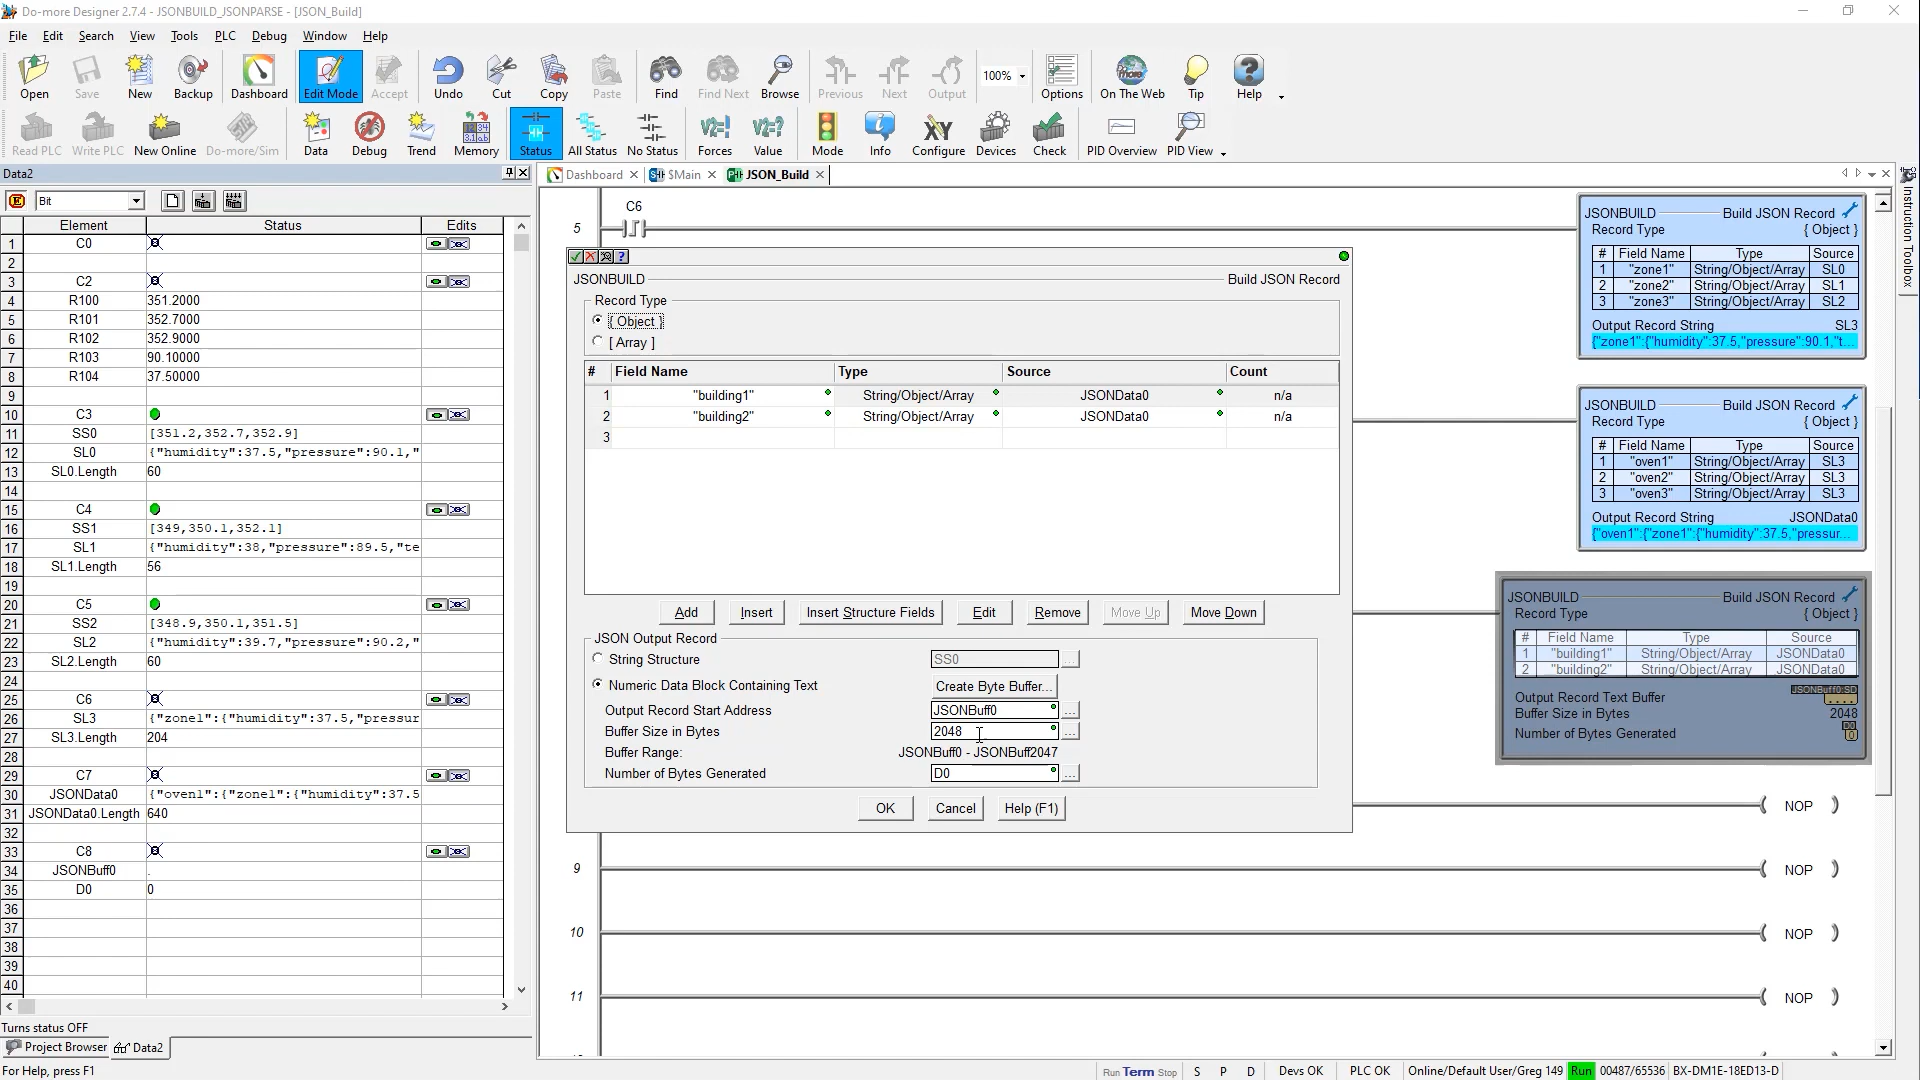 Do-more Designer 2.7.4 - JSONBUILD_JSONPARSE - [JSON_Build]
File Edit Search View Tools PLC Debug Window Help
Open Save New Backup Dashboard Edit Mode Accept Undo Cut Copy Paste Find Find Next Browse Previous Next Output 100% Options On The Web Tip Help
Read PLC Write PLC New Online Do-more/Sim Data Debug Trend Memory Status All Status No Status Forces Value Mode Info Configure Devices Check PID Overview PID View
Data2
Bit
Element Status Edits
1 C0
2
3 C2
4 R100 351.2000
5 R101 352.7000
6 R102 352.9000
7 R103 90.10000
8 R104 37.50000
9
10 C3
11 SS0 [351.2,352.7,352.9]
12 SL0 {"humidity":37.5,"pressure":90.1,"
13 SL0.Length 60
14
15 C4
16 SS1 [349,350.1,352.1]
17 SL1 {"humidity":38,"pressure":89.5,"te
18 SL1.Length 56
19
20 C5
21 SS2 [348.9,350.1,351.5]
22 SL2 {"humidity":39.7,"pressure":90.2,"
23 SL2.Length 60
24
25 C6
26 SL3 {"zone1":{"humidity":37.5,"pressur
27 SL3.Length 204
28
29 C7
30 JSONData0 {"oven1":{"zone1":{"humidity":37.5
31 JSONData0.Length 640
32
33 C8
34 JSONBuff0 .
35 D0 0
36
37
38
39
40
Turns status OFF
Project Browser Data2
For Help, press F1
Dashboard $Main JSON_Build
C6
5
JSONBUILD Build JSON Record
Record Type
{ Object }
[ Array ]
# Field Name Type Source Count
1 "building1" String/Object/Array JSONData0 n/a
2 "building2" String/Object/Array JSONData0 n/a
3
Add Insert Insert Structure Fields Edit Remove Move Up Move Down
JSON Output Record
String Structure SS0 ...
Numeric Data Block Containing Text Create Byte Buffer...
Output Record Start Address JSONBuff0 ...
Buffer Size in Bytes 2048 ...
Buffer Range: JSONBuff0 - JSONBuff2047
Number of Bytes Generated D0 ...
OK Cancel Help (F1)
JSONBUILD Build JSON Record
Record Type { Object }
# Field Name Type Source
1 "zone1" String/Object/Array SL0
2 "zone2" String/Object/Array SL1
3 "zone3" String/Object/Array SL2
Output Record String SL3
{"zone1":{"humidity":37.5,"pressure":90.1,"t...
JSONBUILD Build JSON Record
Record Type { Object }
# Field Name Type Source
1 "oven1" String/Object/Array SL3
2 "oven2" String/Object/Array SL3
3 "oven3" String/Object/Array SL3
Output Record String JSONData0
{"oven1":{"zone1":{"humidity":37.5,"pressur...
JSONBUILD Build JSON Record
Record Type { Object }
# Field Name Type Source
1 "building1" String/Object/Array JSONData0
2 "building2" String/Object/Array JSONData0
JSONBuff0:SD
Output Record Text Buffer ....
Buffer Size in Bytes 2048
D0
Number of Bytes Generated 0
NOP
9 NOP
10 NOP
11 NOP
Instruction Toolbox
Run Term Stop S P D Devs OK PLC OK Online/Default User/Greg 149 Run 00487/65536 BX-DM1E-18ED13-D